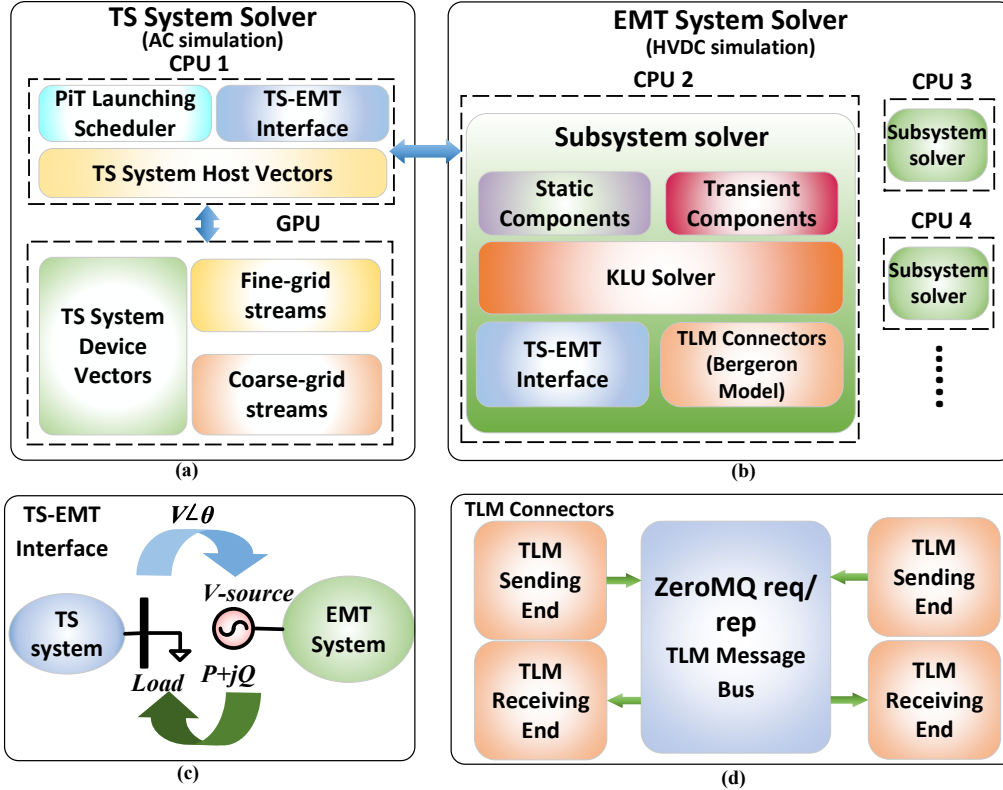 TS System Solver
(AC simulation)
CPU 1
PiT Launching
Scheduler
TS-EMT
Interface
TS System Host Vectors
GPU
TS System
Device
Vectors
Fine-grid
streams
Coarse-grid
streams
(a)
EMT System Solver
(HVDC simulation)
CPU 2
Subsystem solver
Static
Components
Transient
Components
KLU Solver
TS-EMT
Interface
TLM Connectors
(Bergeron
Model)
CPU 3
Subsystem
solver
CPU 4
Subsystem
solver
(b)
TS-EMT
Interface
V∠θ
V-source
TS
system
EMT
System
Load
P+jQ
(c)
TLM Connectors
TLM
Sending
End
TLM
Receiving
End
ZeroMQ req/
rep
TLM Message
Bus
TLM
Sending
End
TLM
Receiving
End
(d)